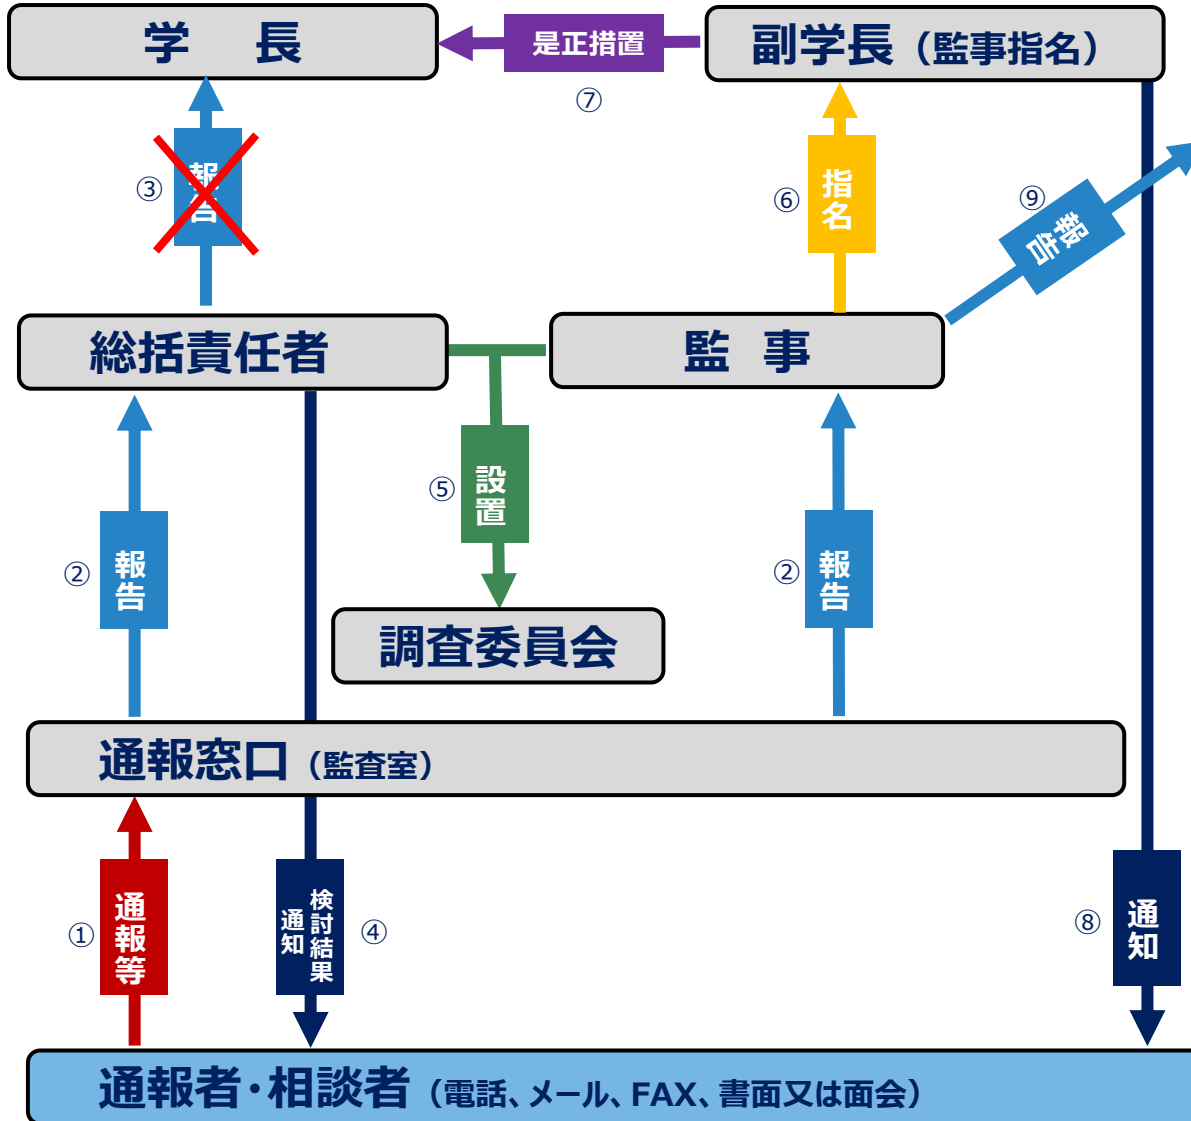 学　長
是正措置
副学長（監事指名）
⑦
③
報告
⑥
指名
⑨
報告
総括責任者
監　事
⑤
設置
②
報告
②
報告
調査委員会
通報窓口（監査室）
①
通報等
検討結果
通知
④
⑧
通知
通報者・相談者（電話、メール、FAX、書面又は面会）